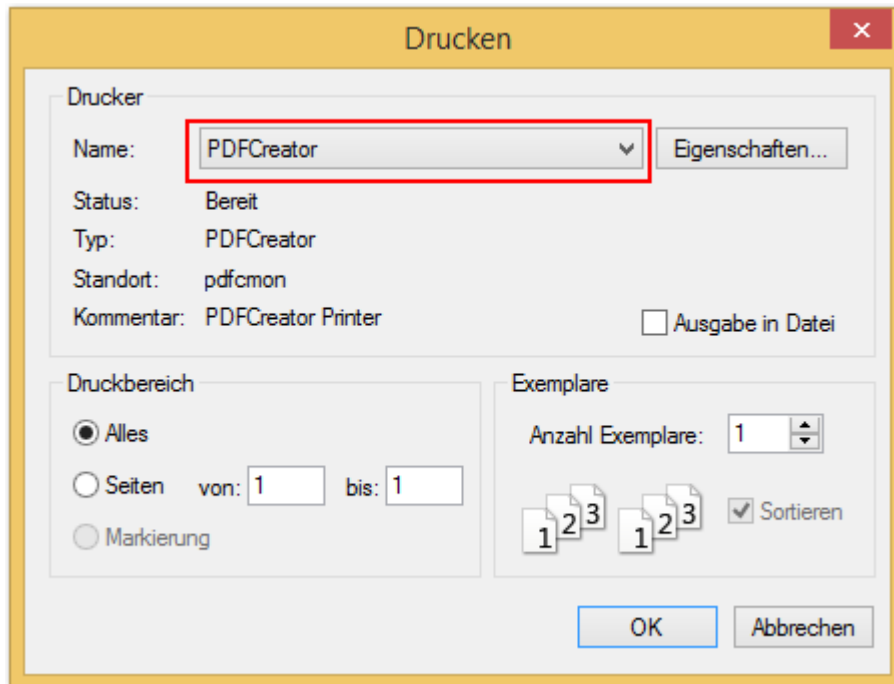 Drucken
Drucker
Name: PDFCreator Eigenschaften...
Status: Bereit
Typ: PDFCreator
Standort: pdfcmon
Kommentar: PDFCreator Printer Ausgabe in Datei
Druckbereich
Alles
Seiten von: 1 bis: 1
Markierung
Exemplare
Anzahl Exemplare: 1
1 2 3 1 2 3 Sortieren
OK Abbrechen